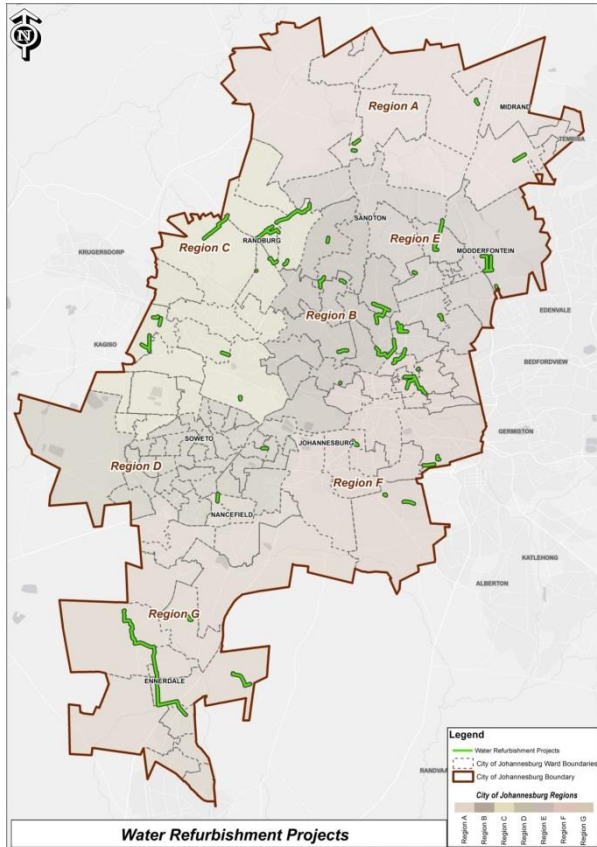 N
Region A
MIDRAND
TEMBISA
SANDTON
Region C
RANDBURG
Region E
MODDERFONTEIN
KRUGERSDORP
Region B
EDENVALE
KAGISO
BEDFORDVIEW
SOWETO
JOHANNESBURG
GERMISTON
Region D
Region F
NANCEFIELD
KATLEHONG
ALBERTON
Region G
ENNERDALE
Legend
Water Refurbishment Projects
City of Johannesburg Ward Boundaries
RANDVAA
City of Johannesburg Boundary
City of Johannesburg Regions
Region A
Region B
Region C
Region D
Region E
Region F
Region G
Water Refurbishment Projects